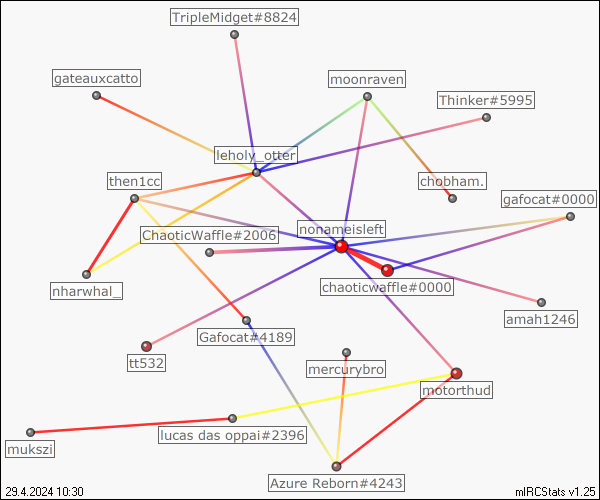 TripleMidget#8824
gateauxcatto
moonraven
Thinker#5995
leholy_otter
then1cc
chobham.
gafocat#0000
nonameisleft
ChaoticWaffle#2006
chaoticwaffle#0000
nharwhal_
amah1246
Gafocat#4189
tt532
mercurybro
motorthud
lucas das oppai#2396
mukszi
Azure Reborn#4243
29.4.2024 10:30
mIRCStats v1.25